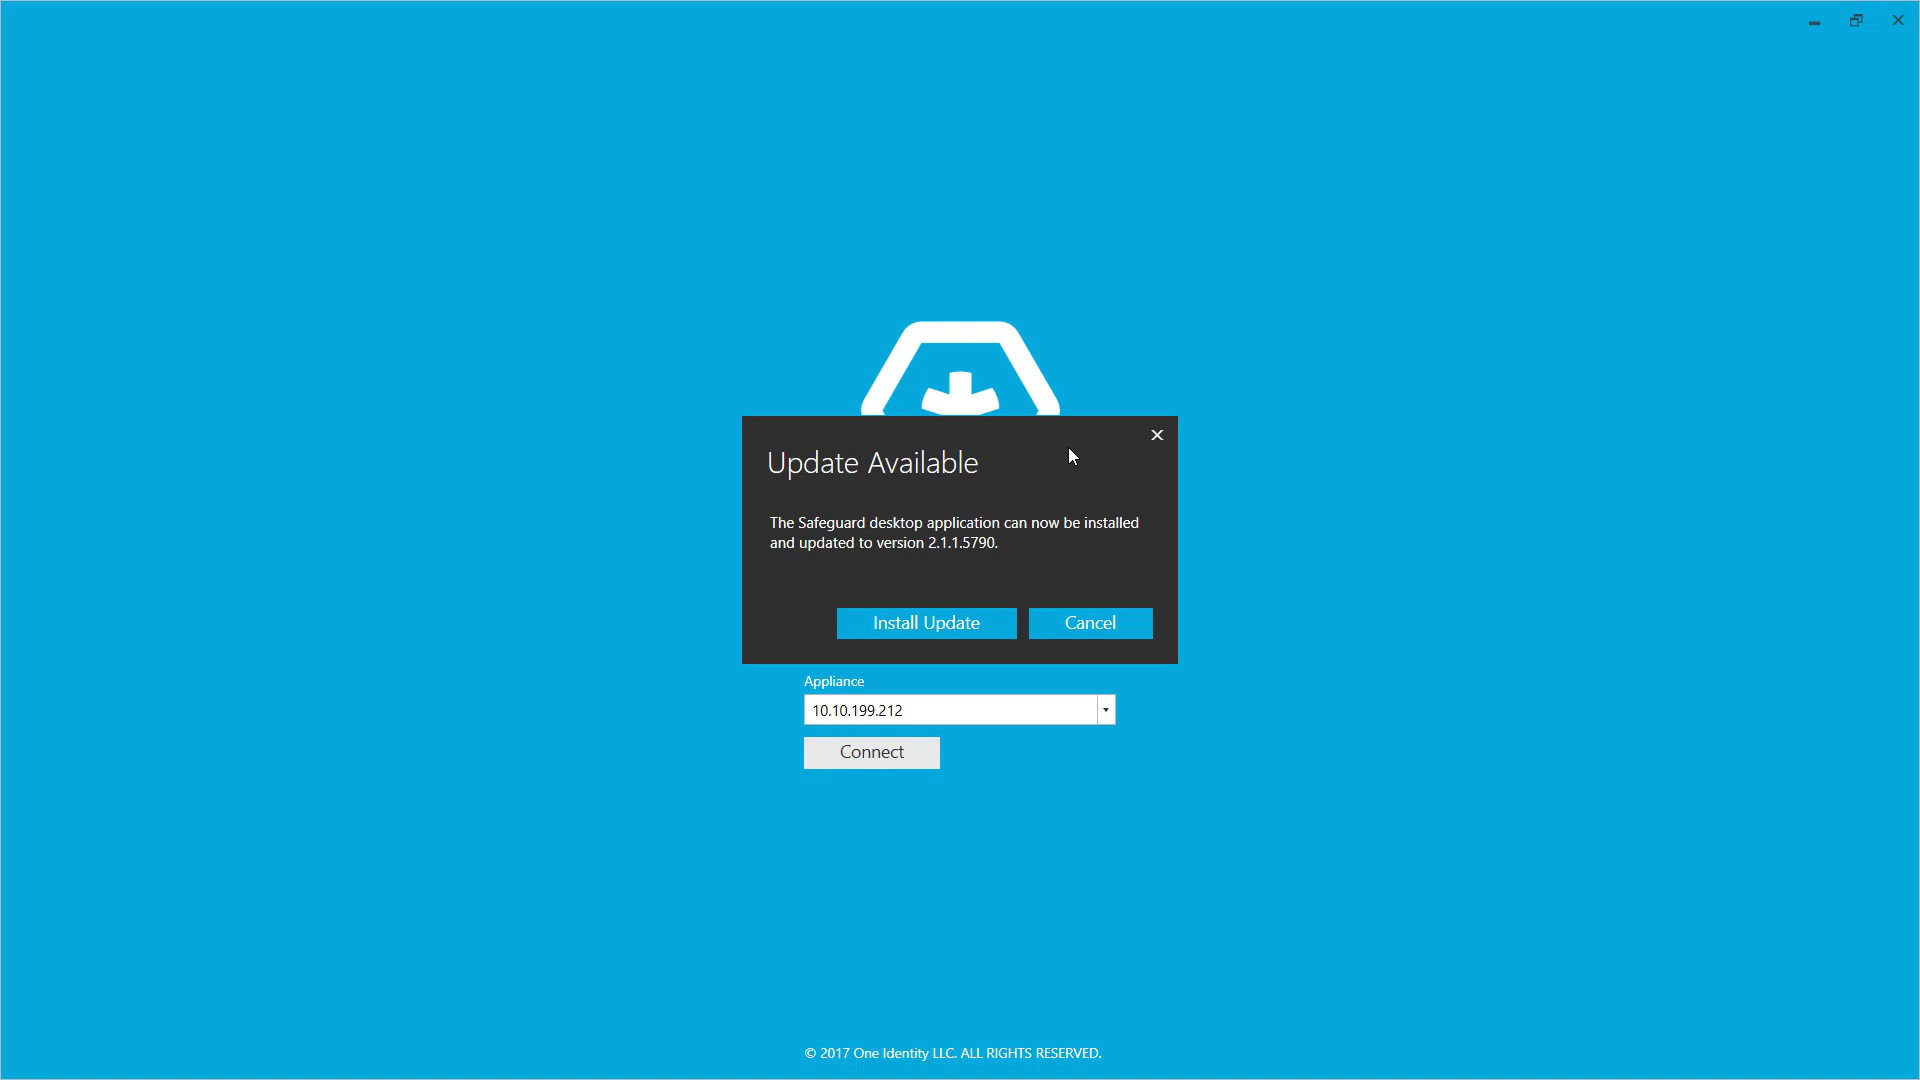 Update Available
The Safeguard desktop application can now be installed
and updated to version 2.1.1.5790.
Install Update
Cancel
Appliance
10.10.199.212
Connect
© 2017 One Identity LLC. ALL RIGHTS RESERVED.